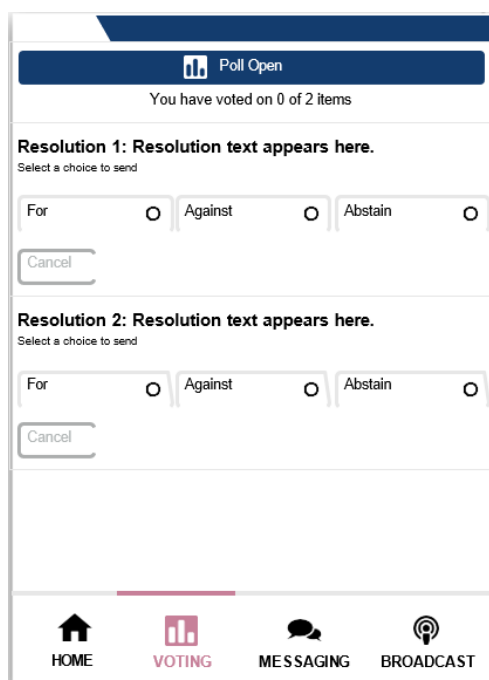 Poll Open
You have voted on 0 of 2 items
Resolution 1: Resolution text appears here.
Select a choice to send
For Against Abstain
Cancel
Resolution 2: Resolution text appears here.
Select a choice to send
For Against Abstain
Cancel
HOME VOTING MESSAGING BROADCAST